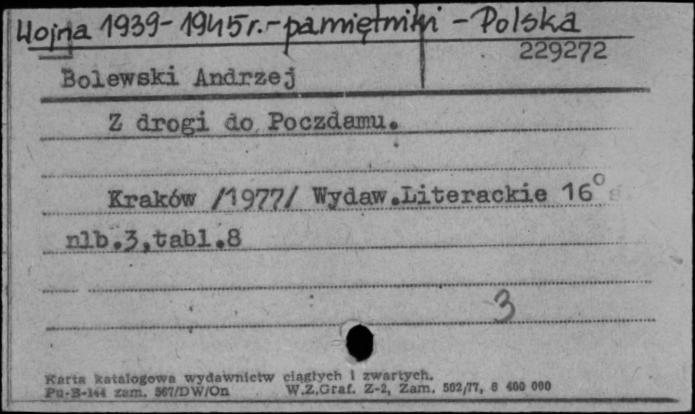 Wojna 1939-1945r.-pamiętniki - Polska
229272
Bolewski Andrzej
Z drogi do Poczdamu.
Kraków /1977/ Wydaw.Literackie 16°
nlb.3,tabl.8
3
Karta katalogowa wydawnictw ciągłych i zwartych.
Pu-B-144 zam. 567/DW/On W.Z.Graf. Z-2, Zam. 502/77, 8 400 000